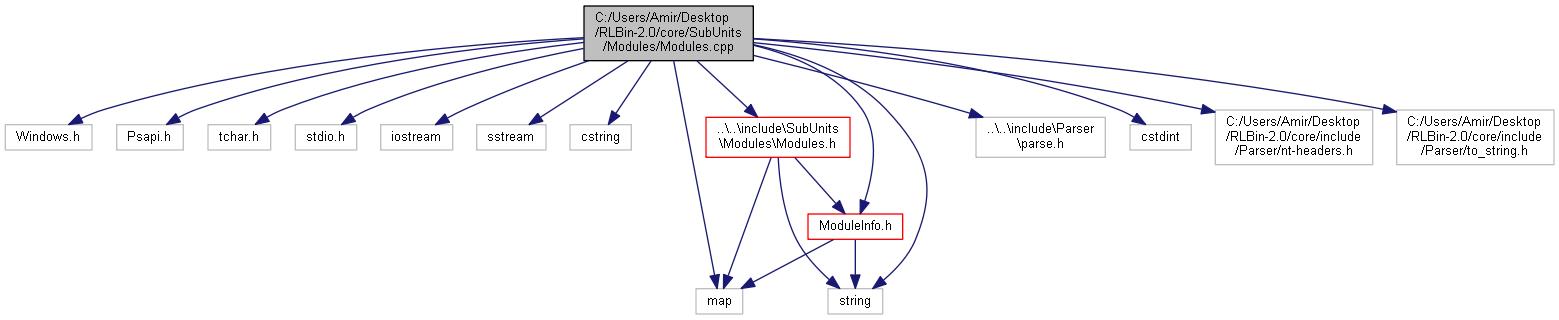 C:/Users/Amir/Desktop
/RLBin-2.0/core/SubUnits
/Modules/Modules.cpp
Windows.h
Psapi.h
tchar.h
stdio.h
iostream
sstream
cstring
..\..\include\SubUnits
\Modules\Modules.h
..\..\include\Parser
\parse.h
cstdint
C:/Users/Amir/Desktop
/RLBin-2.0/core/include
/Parser/nt-headers.h
C:/Users/Amir/Desktop
/RLBin-2.0/core/include
/Parser/to_string.h
ModuleInfo.h
map
string